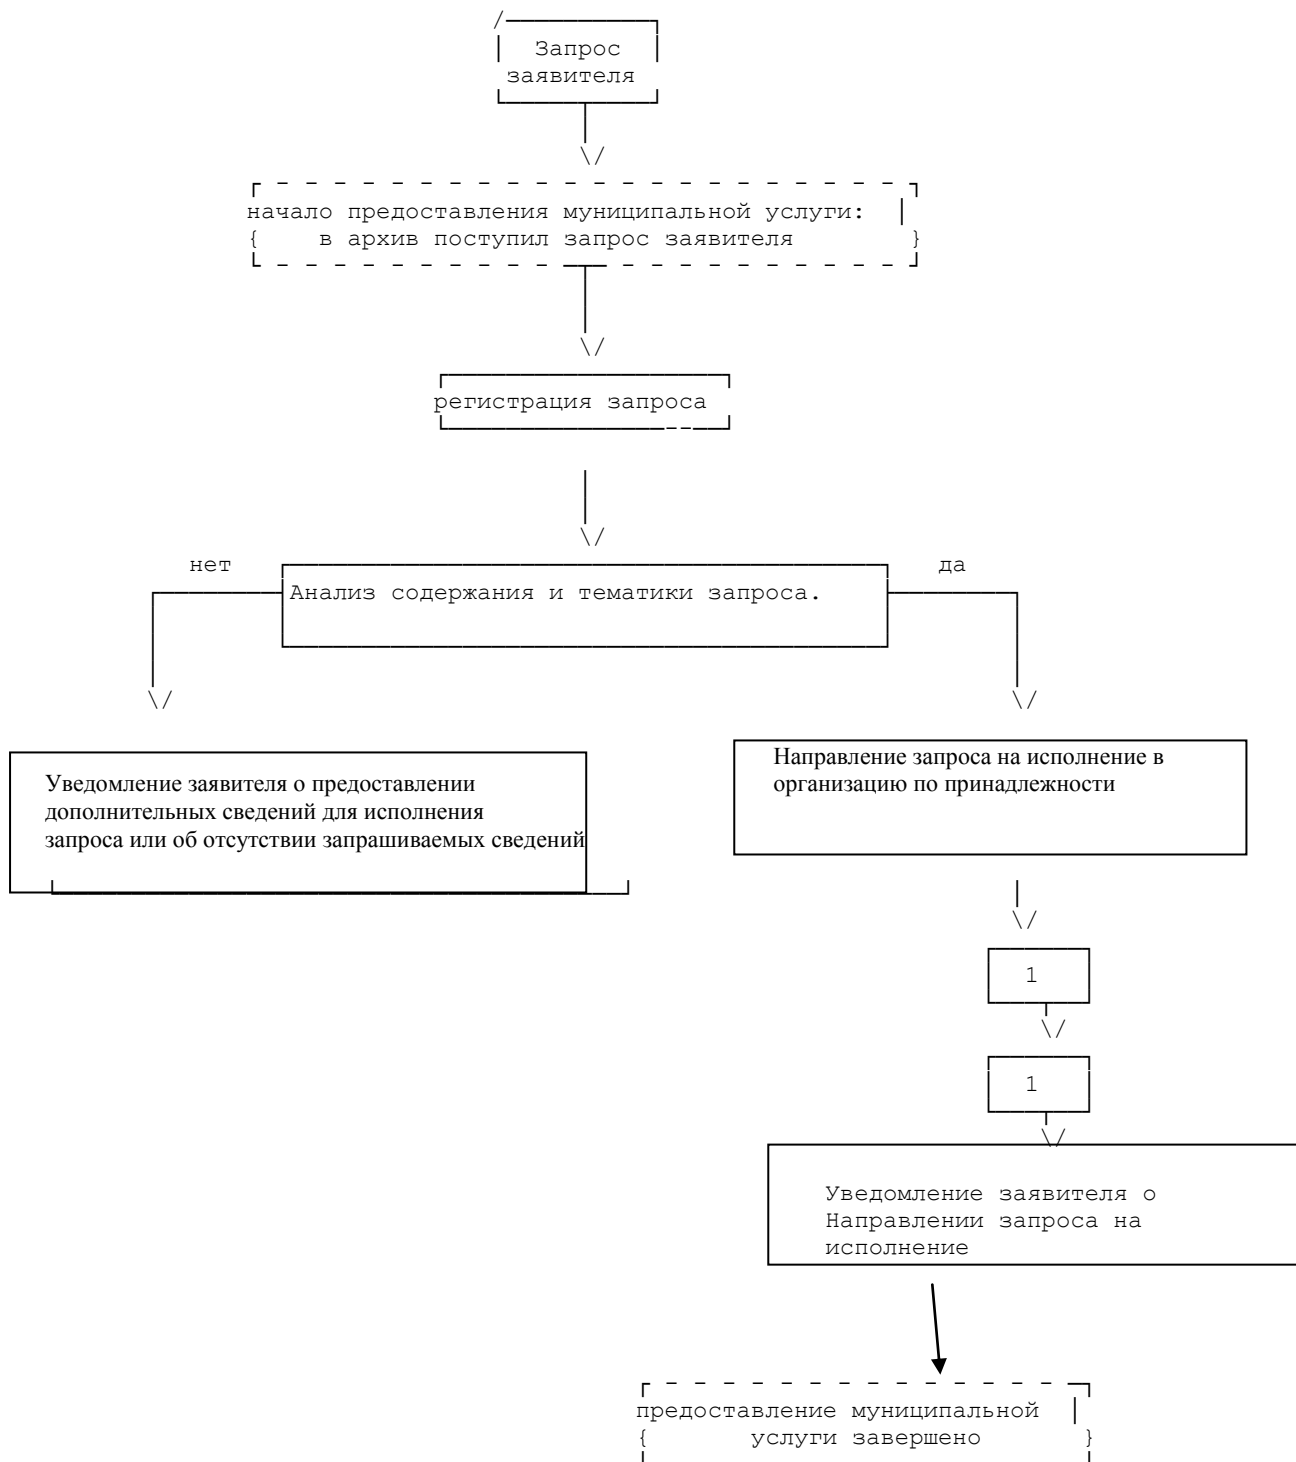 Запрос
заявителя
начало предоставления муниципальной услуги:
в архив поступил запрос заявителя
регистрация запроса
нет
да
Анализ содержания и тематики запроса.
Уведомление заявителя о предоставлении
дополнительных сведений для исполнения
запроса или об отсутствии запрашиваемых сведений
Направление запроса на исполнение в
организацию по принадлежности
1
1
Уведомление заявителя о
Направлении запроса на
исполнение
предоставление муниципальной
услуги завершено